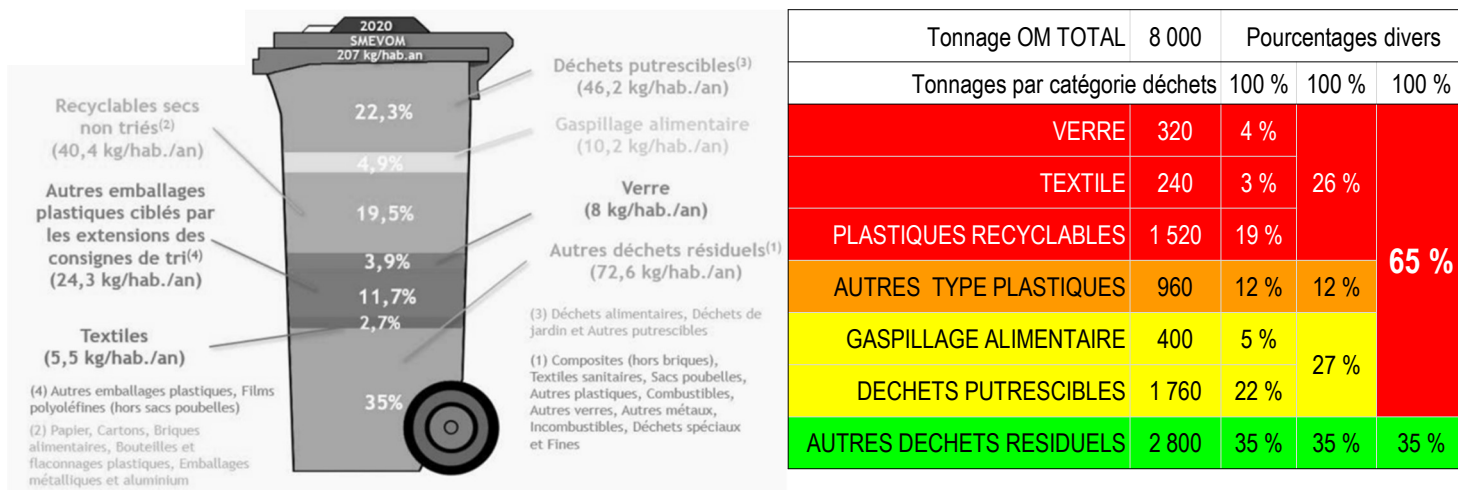 2020
SMEVOM
207 kg/hab.an
Recyclables secs
non triés(2)
(40,4 kg/hab./an)
Autres emballages
plastiques ciblés par
les extensions des
consignes de tri(4)
(24,3 kg/hab./an)
Textiles
(5,5 kg/hab./an)
(4) Autres emballages plastiques, Films
polyoléfines (hors sacs poubelles)
(2) Papier, Cartons, Briques
alimentaires, Bouteilles et
flaconnages plastiques, Emballages
métalliques et aluminium
22,3%
4,9%
19,5%
3,9%
11,7%
2,7%
35%
Déchets putrescibles(3)
(46,2 kg/hab./an)
Gaspillage alimentaire
(10,2 kg/hab./an)
Verre
(8 kg/hab./an)
Autres déchets résiduels(1)
(72,6 kg/hab./an)
(3) Déchets alimentaires, Déchets de
jardin et Autres putrescibles
(1) Composites (hors briques),
Textiles sanitaires, Sacs poubelles,
Autres plastiques, Combustibles,
Autres verres, Autres métaux,
Incombustibles, Déchets spéciaux
et Fines
Tonnage OM TOTAL 8 000 Pourcentages divers
Tonnages par catégorie déchets 100 % 100 % 100 %
VERRE 320 4 %
TEXTILE 240 3 % 26 %
PLASTIQUES RECYCLABLES 1 520 19 %
65 %
AUTRES TYPE PLASTIQUES 960 12 % 12 %
GASPILLAGE ALIMENTAIRE 400 5 %
27 %
DECHETS PUTRESCIBLES 1 760 22 %
AUTRES DECHETS RESIDUELS 2 800 35 % 35 % 35 %